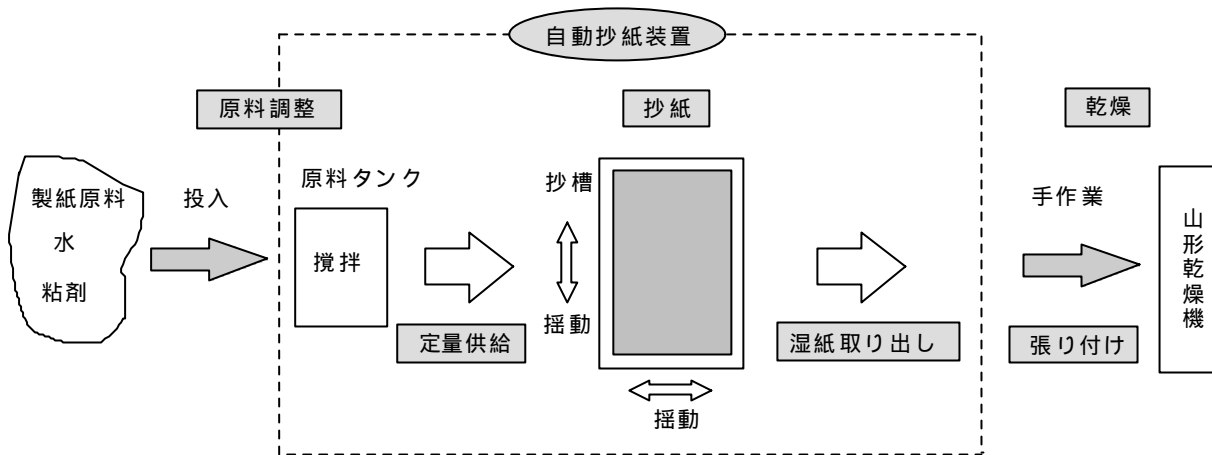 自動抄紙装置
原料調整
抄紙
乾燥
製紙原料
水
粘剤
投入
原料タンク
攪拌
定量供給
抄槽
揺動
揺動
湿紙取り出し
手作業
張り付け
山形乾燥機